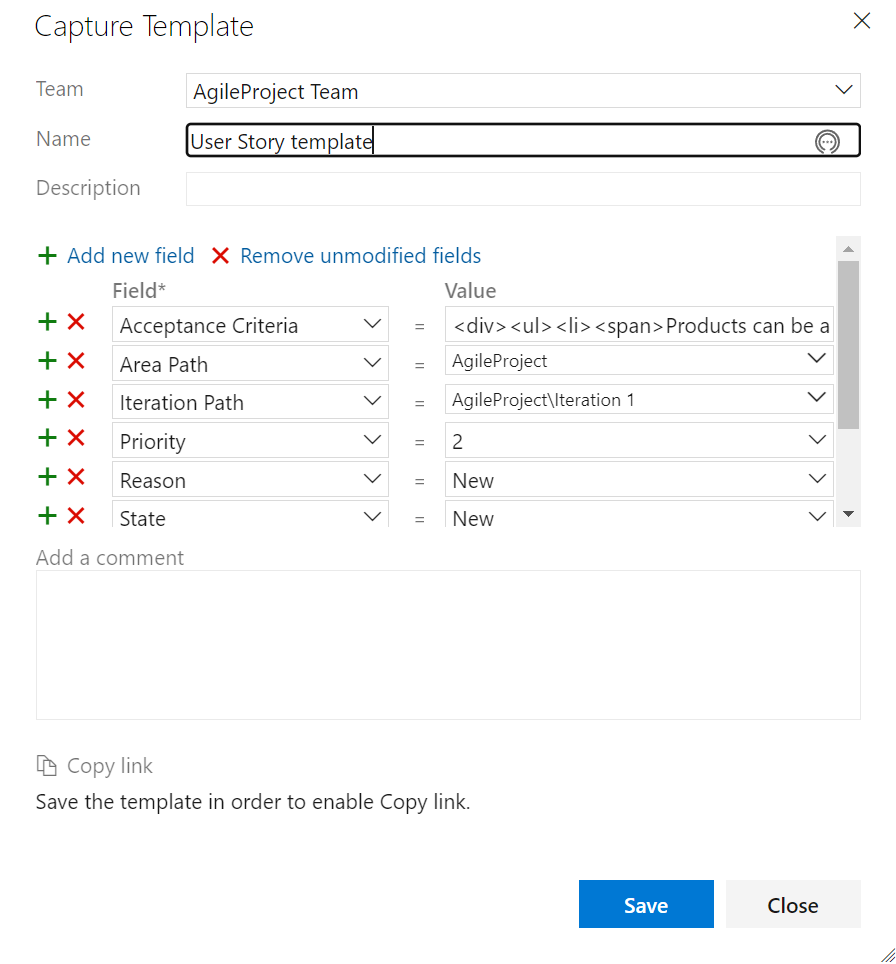 Capture Template
Team AgileProject Team
Name User Story template
Description
Add new field Remove unmodified fields
Field* Value
Acceptance Criteria = <div><ul><li><span>Products can be a
Area Path = AgileProject
Iteration Path = AgileProject\Iteration 1
Priority = 2
Reason = New
State = New
Add a comment
Copy link
Save the template in order to enable Copy link.
Save Close